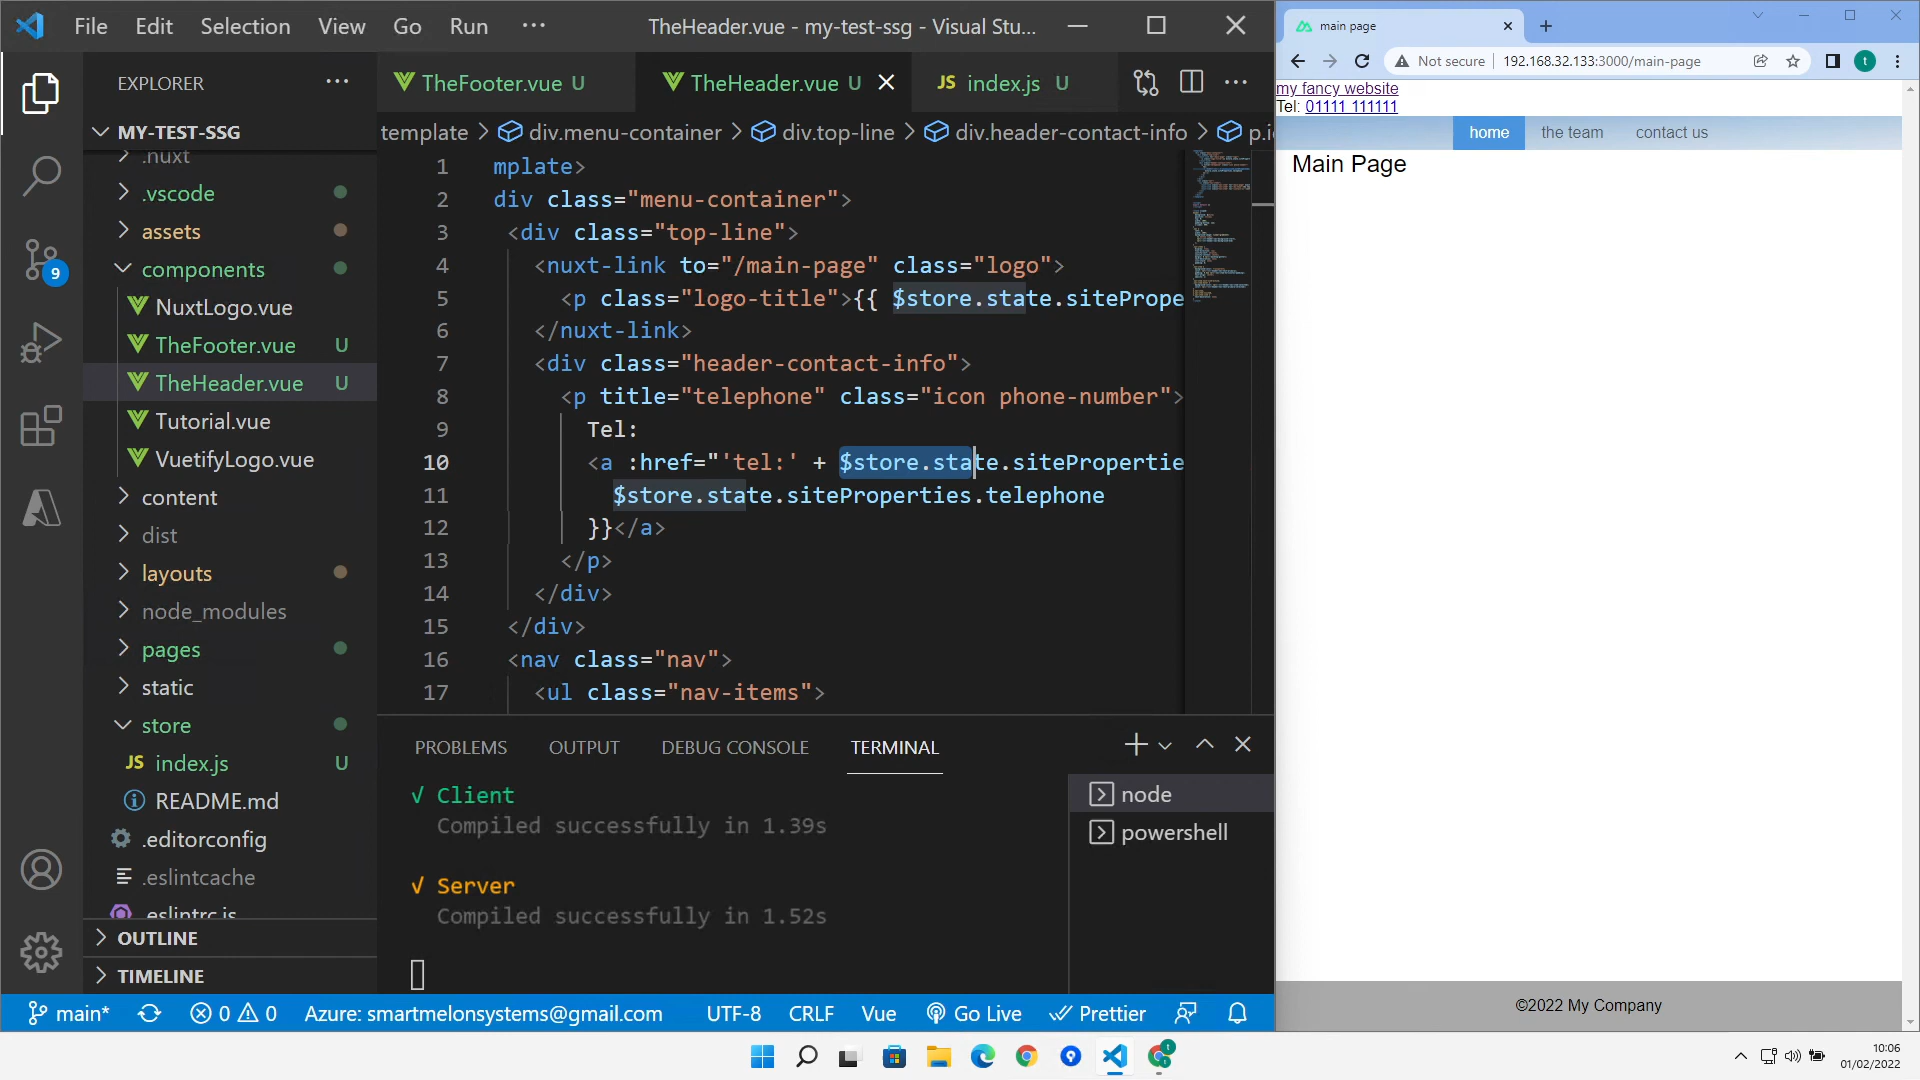 File Edit Selection View Go Run ··· TheHeader.vue - my-test-ssg - Visual Stu...
EXPLORER
MY-TEST-SSG
.nuxt
.vscode
assets
components
NuxtLogo.vue
TheFooter.vue U
TheHeader.vue U
Tutorial.vue
VuetifyLogo.vue
content
dist
layouts
node_modules
pages
static
store
JS index.js U
README.md
.editorconfig
.eslintcache
.eslintrc.js
OUTLINE
TIMELINE
9
TheFooter.vue U TheHeader.vue U JS index.js U
template > div.menu-container > div.top-line > div.header-contact-info >
1 mplate>
2 div class="menu-container">
3 <div class="top-line">
4 <nuxt-link to="/main-page" class="logo">
5 <p class="logo-title">{{ $store.state.sitePrope
6 </nuxt-link>
7 <div class="header-contact-info">
8 <p title="telephone" class="icon phone-number">
9 Tel:
10 <a :href="'tel:' + $store.state.sitePropertie
11 $store.state.siteProperties.telephone
12 }}</a>
13 </p>
14 </div>
15 </div>
16 <nav class="nav">
17 <ul class="nav-items">
PROBLEMS OUTPUT DEBUG CONSOLE TERMINAL
√ Client
Compiled successfully in 1.39s
√ Server
Compiled successfully in 1.52s
node
powershell
main* 0 0 Azure: smartmelonsystems@gmail.com UTF-8 CRLF Vue Go Live Prettier
main page
Not secure 192.168.32.133:3000/main-page t
my fancy website
Tel: 01111 111111
home the team contact us
Main Page
©2022 My Company
10:06
01/02/2022